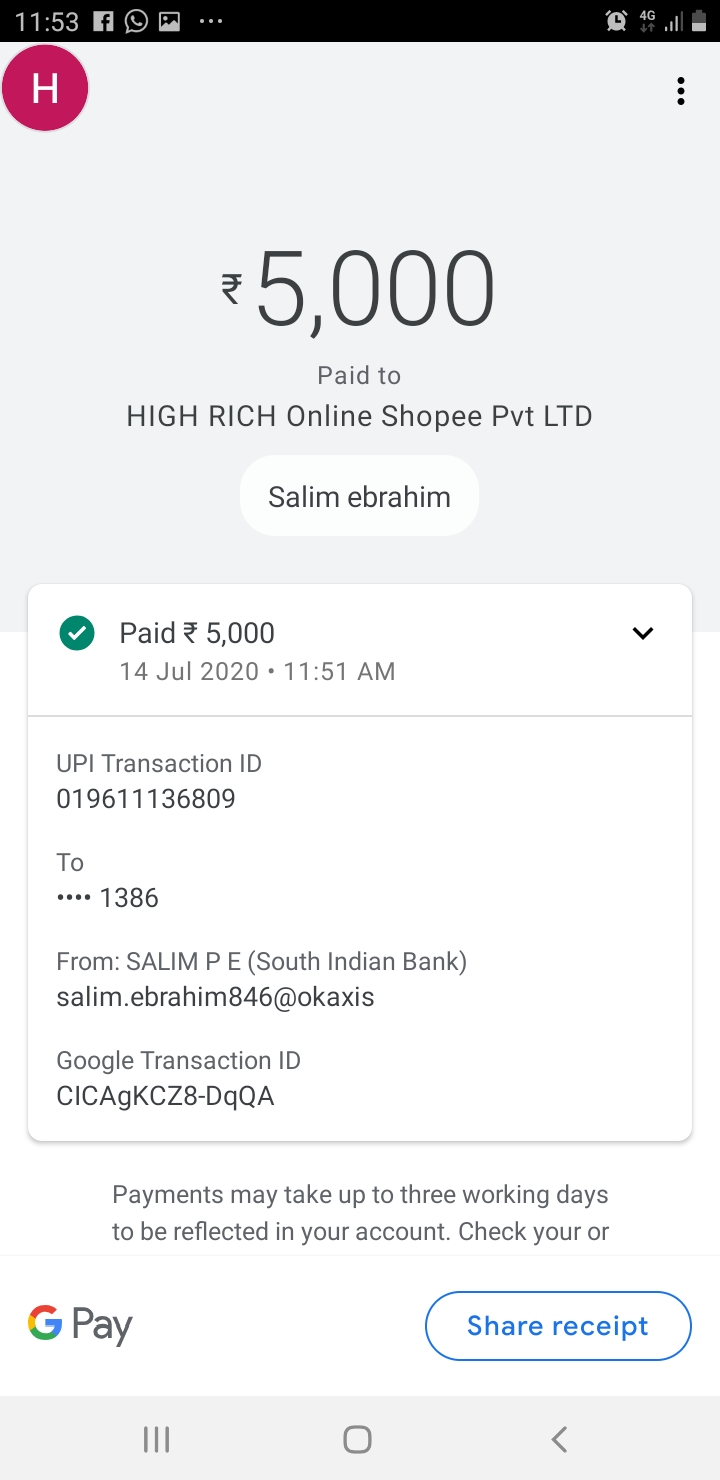 11:53
4G
H
₹5,000
Paid to
HIGH RICH Online Shopee Pvt LTD
Salim ebrahim
Paid ₹ 5,000
14 Jul 2020 • 11:51 AM
UPI Transaction ID
019611136809
To
•••• 1386
From: SALIM P E (South Indian Bank)
salim.ebrahim846@okaxis
Google Transaction ID
CICAgKCZ8-DqQA
Payments may take up to three working days
to be reflected in your account. Check your or
G Pay
Share receipt